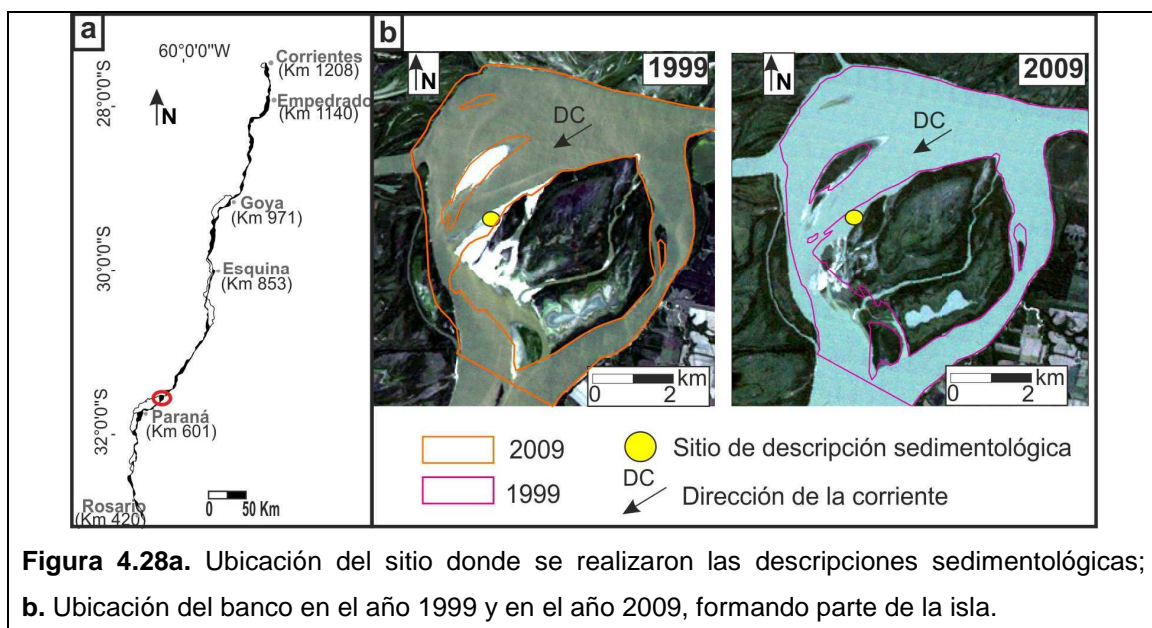 a
60°0'0"W
28°0'0"S
30°0'0"S
32°0'0"S
N
Corrientes
(Km 1208)
Empedrado
(Km 1140)
Goya
(Km 971)
Esquina
(Km 853)
Paraná
(Km 601)
Rosario
(Km 420)
0 50 Km
b
N
1999
DC
km
0 2
N
2009
DC
km
0 2
2009
1999
Sitio de descripción sedimentológica
DC
Dirección de la corriente
Figura 4.28a. Ubicación del sitio donde se realizaron las descripciones sedimentológicas;
b. Ubicación del banco en el año 1999 y en el año 2009, formando parte de la isla.